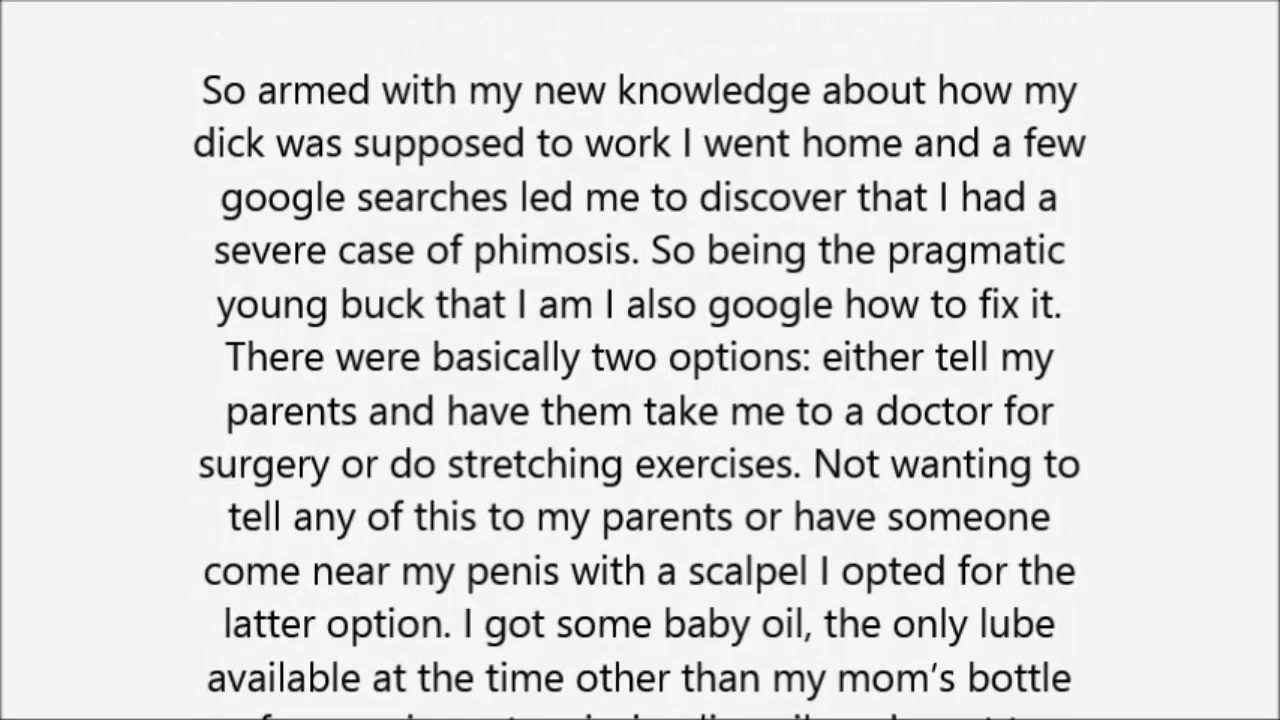 So armed with my new knowledge about how my
dick was supposed to work I went home and a few
google searches led me to discover that I had a
severe case of phimosis. So being the pragmatic
young buck that I am I also google how to fix it.
There were basically two options: either tell my
parents and have them take me to a doctor for
surgery or do stretching exercises. Not wanting to
tell any of this to my parents or have someone
come near my penis with a scalpel I opted for the
latter option. I got some baby oil, the only lube
available at the time other than my mom’s bottle